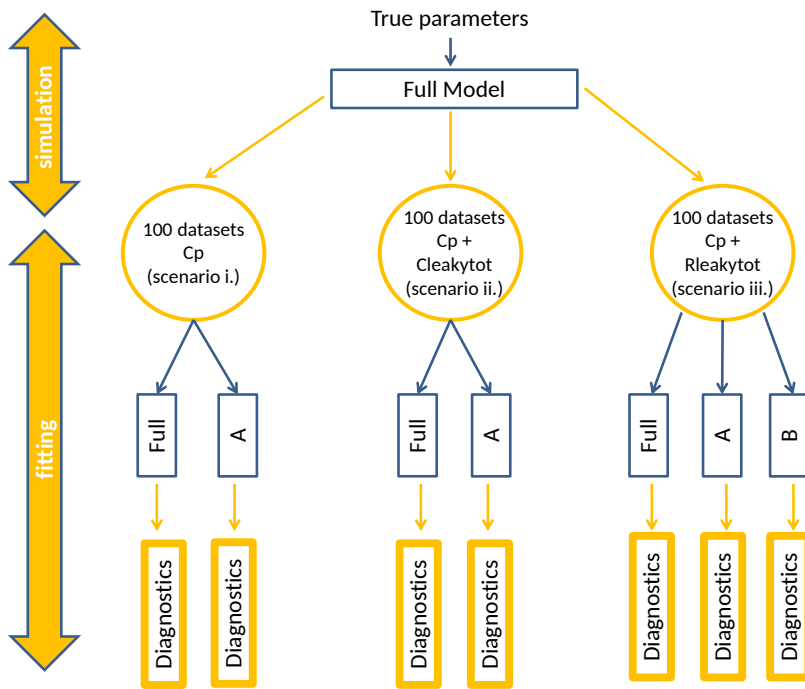 True parameters
Full Model
simulation
100 datasets
Cp
(scenario i.)
100 datasets
Cp +
Cleakytot
(scenario ii.)
100 datasets
Cp +
Rleakytot
(scenario iii.)
fitting
Full
A
Full
A
Full
A
B
Diagnostics
Diagnostics
Diagnostics
Diagnostics
Diagnostics
Diagnostics
Diagnostics